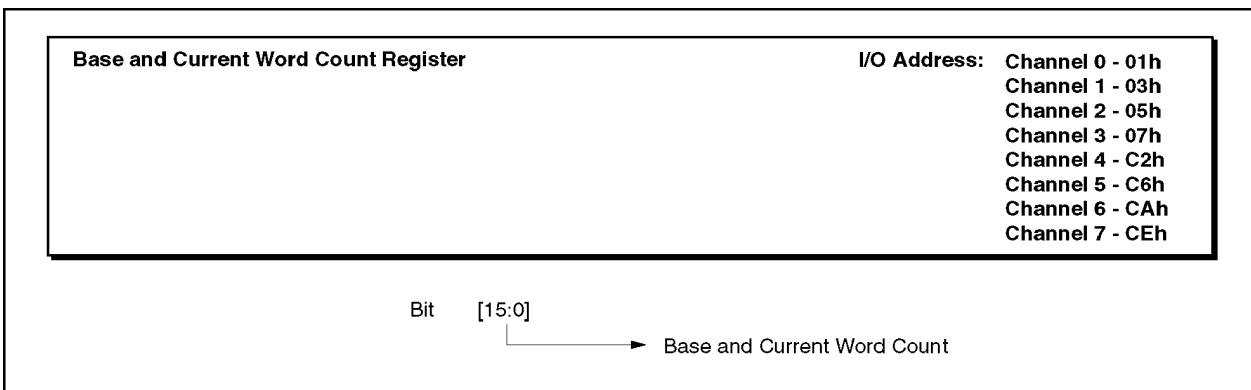 Base and Current Word Count Register I/O Address: Channel 0 - 01h
Channel 1 - 03h
Channel 2 - 05h
Channel 3 - 07h
Channel 4 - C2h
Channel 5 - C6h
Channel 6 - CAh
Channel 7 - CEh
Bit [15:0]
Base and Current Word Count